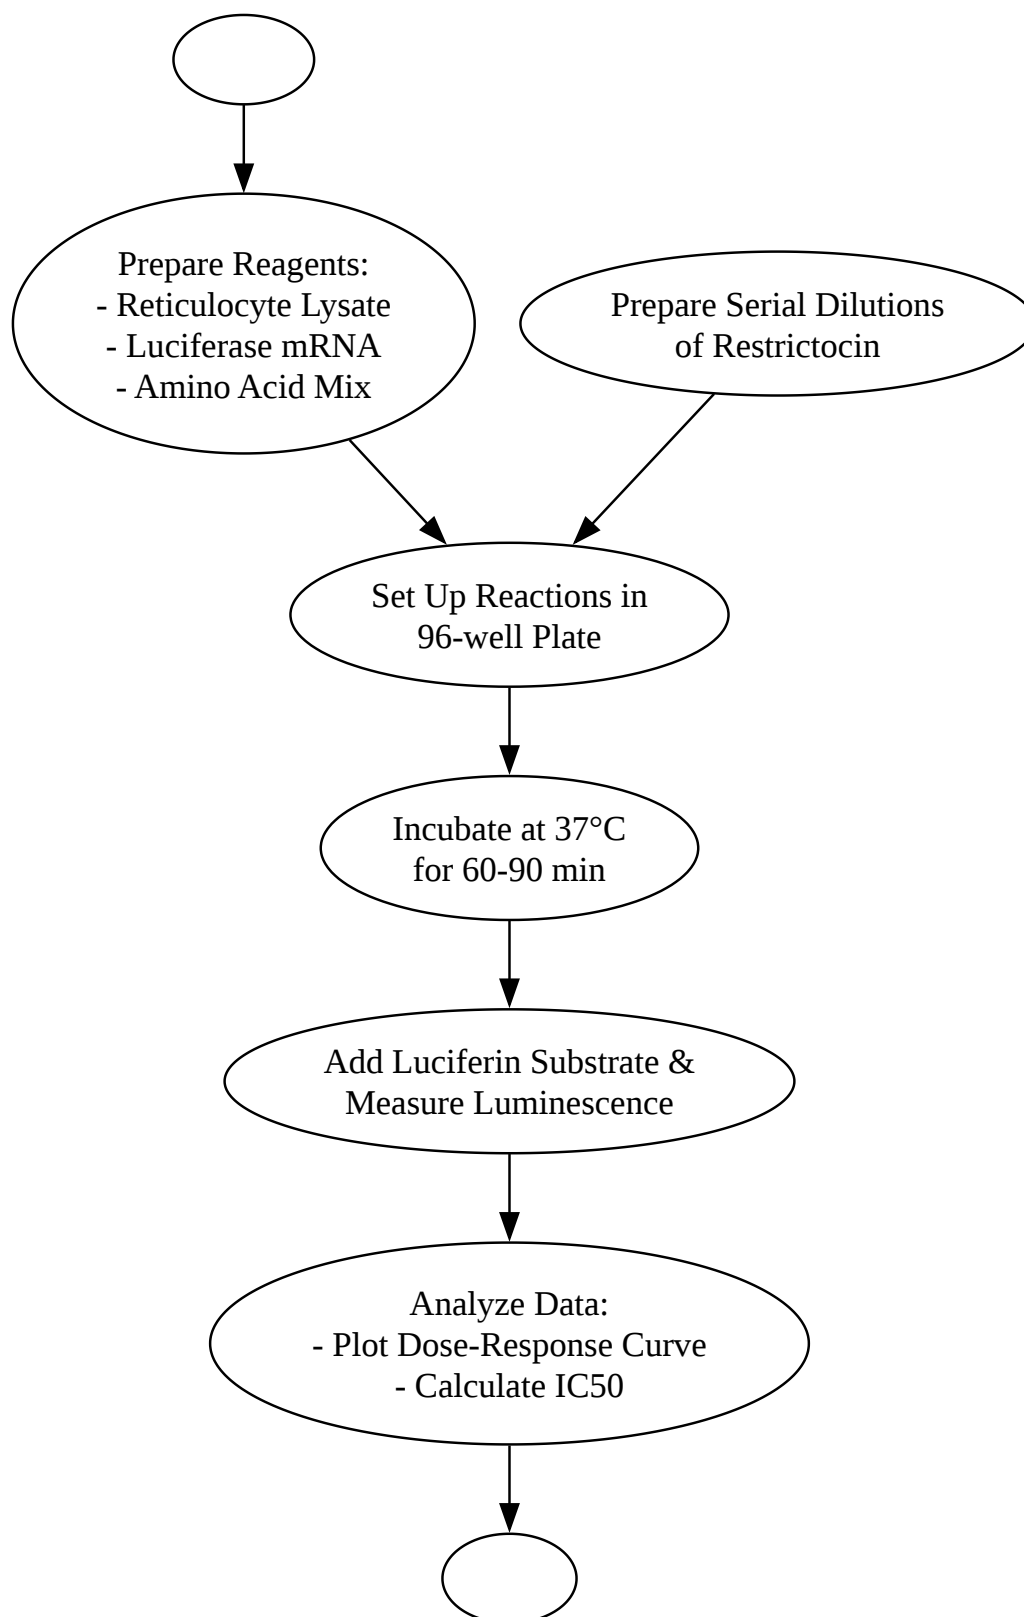 Prepare Reagents:
- Reticulocyte Lysate
- Luciferase mRNA
- Amino Acid Mix
Prepare Serial Dilutions
of Restrictocin
Set Up Reactions in
96-well Plate
Incubate at 37°C
for 60-90 min
Add Luciferin Substrate &
Measure Luminescence
Analyze Data:
- Plot Dose-Response Curve
- Calculate IC50